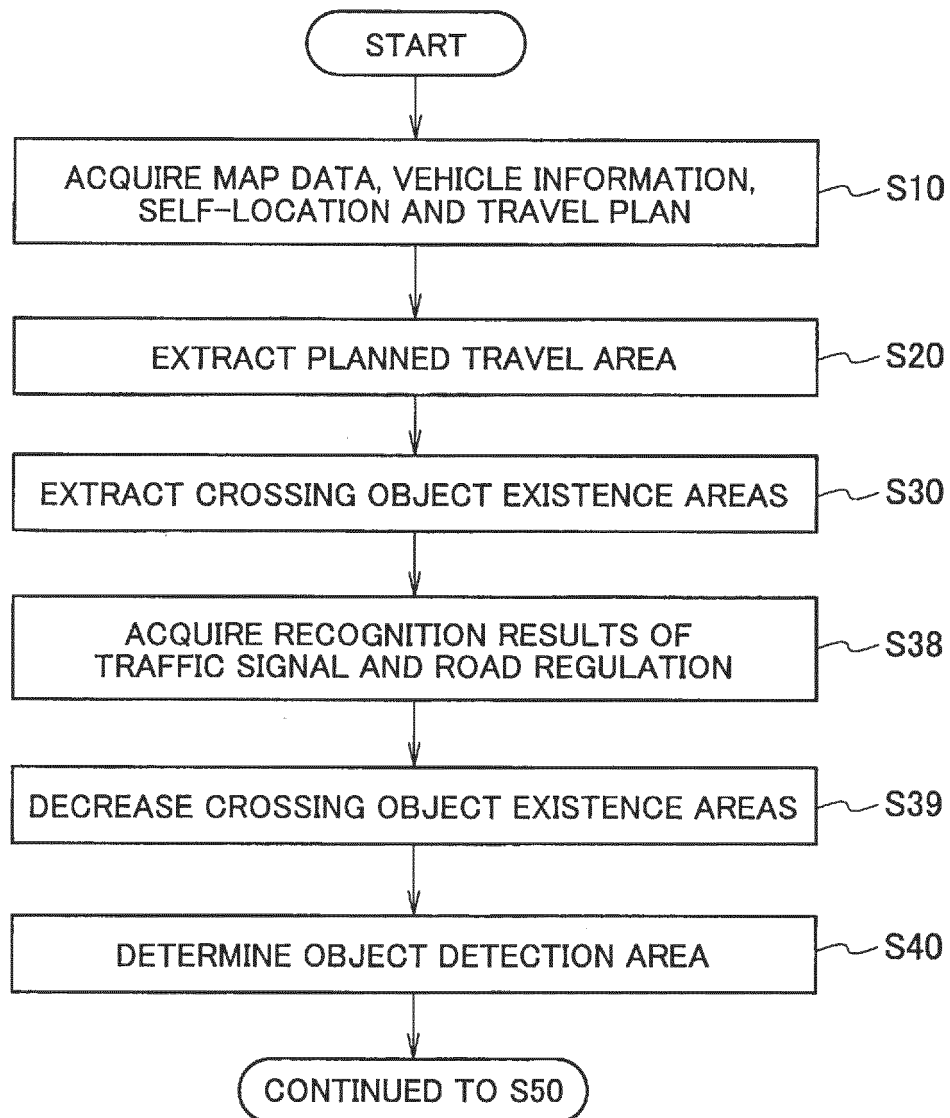 START
ACQUIRE MAP DATA, VEHICLE INFORMATION,
SELF-LOCATION AND TRAVEL PLAN
S10
EXTRACT PLANNED TRAVEL AREA
S20
EXTRACT CROSSING OBJECT EXISTENCE AREAS
S30
ACQUIRE RECOGNITION RESULTS OF
TRAFFIC SIGNAL AND ROAD REGULATION
S38
DECREASE CROSSING OBJECT EXISTENCE AREAS
S39
DETERMINE OBJECT DETECTION AREA
S40
CONTINUED TO S50